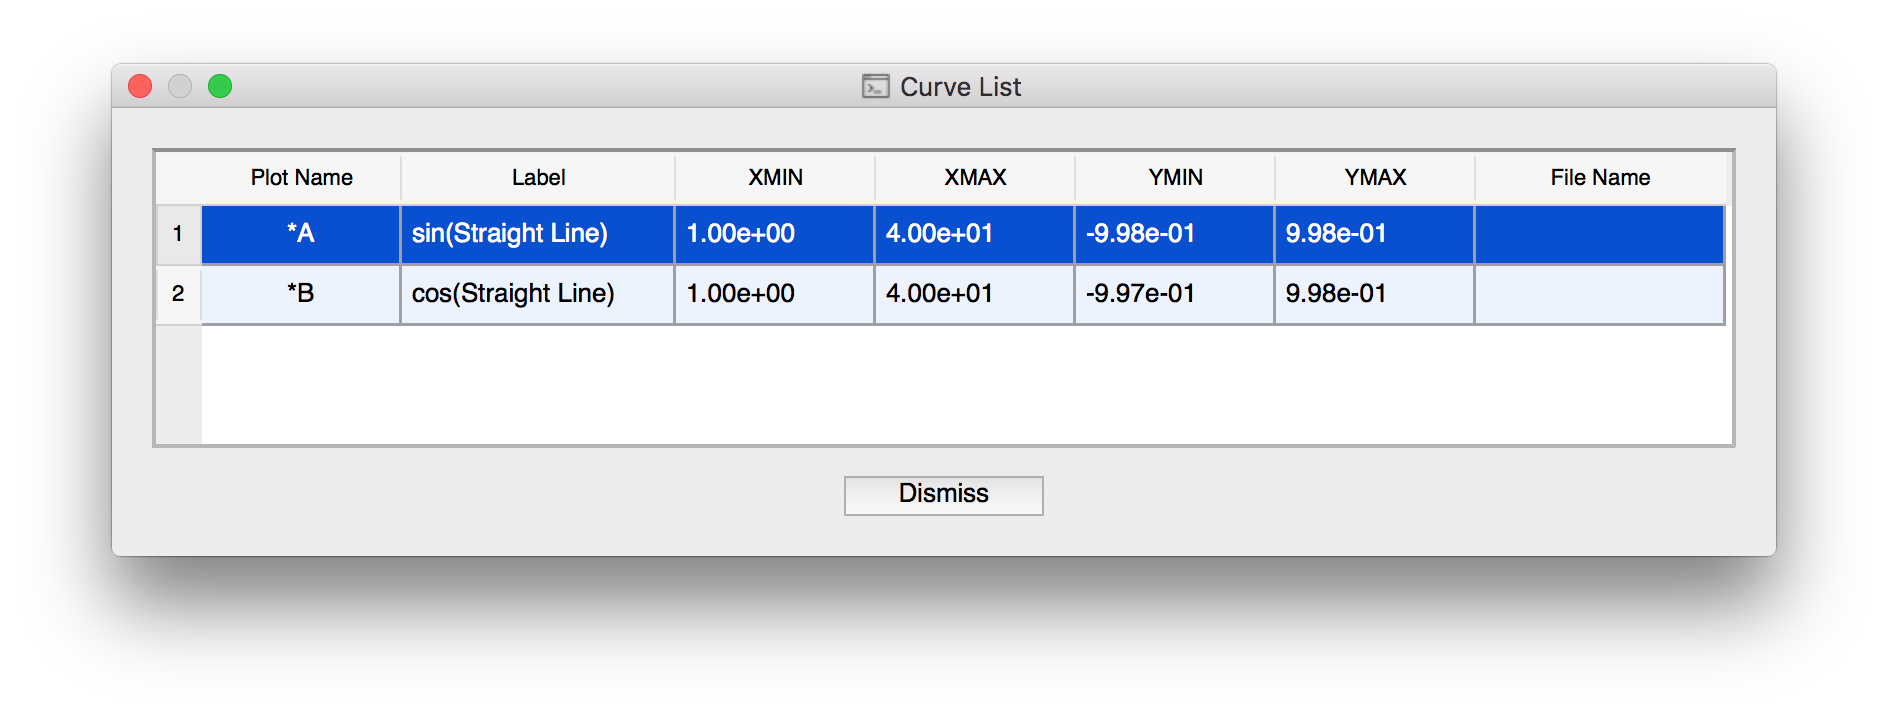 Curve List
Plot Name Label XMIN XMAX YMIN YMAX File Name
1 *A sin(Straight Line) 1.00e+00 4.00e+01 -9.98e-01 9.98e-01
2 *B cos(Straight Line) 1.00e+00 4.00e+01 -9.97e-01 9.98e-01
Dismiss